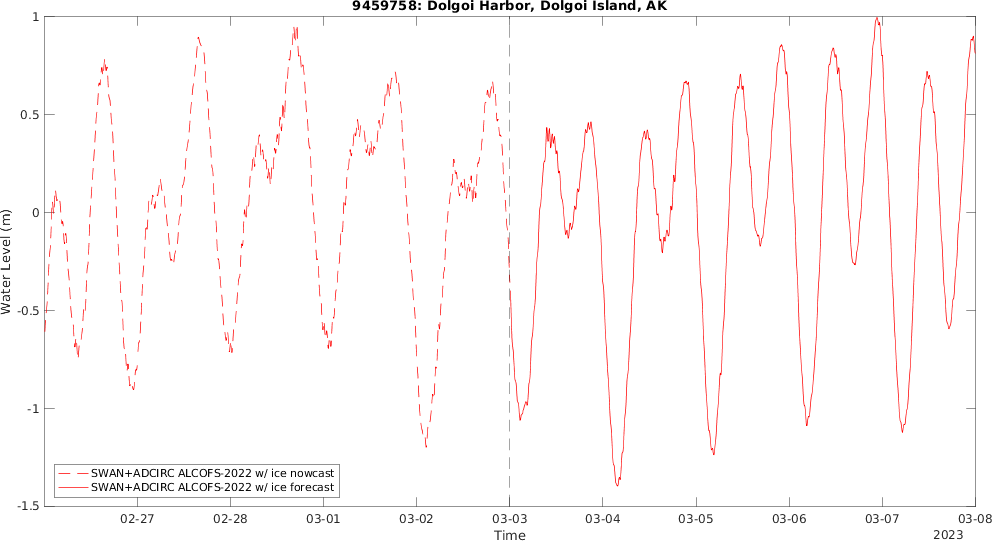 9459758: Dolgoi Harbor, Dolgoi Island, AK
1
0.5
0
-0.5
-1
-1.5
Water Level (m)
SWAN+ADCIRC ALCOFS-2022 w/ ice nowcast
SWAN+ADCIRC ALCOFS-2022 w/ ice forecast
02-27 02-28 03-01 03-02 03-03 03-04 03-05 03-06 03-07 03-08
Time
2023